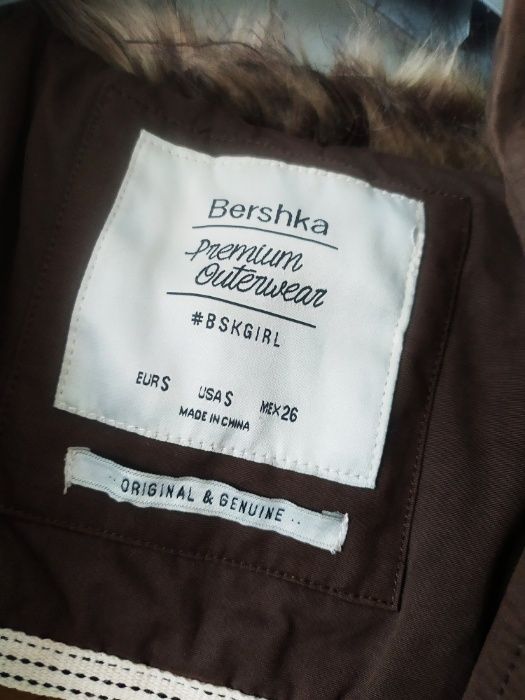 Bershka
Premium
Outerwear
#BSKGIRL
EUR S USA S MEX 26
MADE IN CHINA
·· ORIGINAL & GENUINE ··